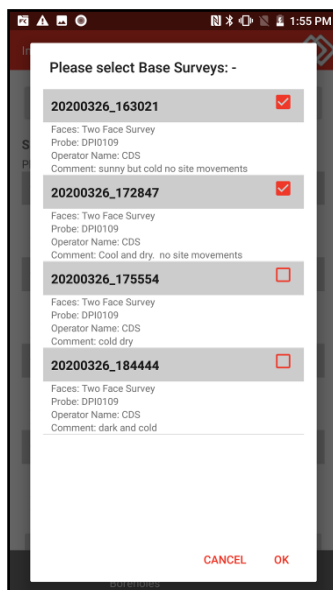 1:55 PM
In
Please select Base Surveys: -
20200326_163021
Faces: Two Face Survey
Probe: DPI0109
Operator Name: CDS
Comment: sunny but cold no site movements
20200326_172847
Faces: Two Face Survey
Probe: DPI0109
Operator Name: CDS
Comment: Cool and dry.  no site movements
20200326_175554
Faces: Two Face Survey
Probe: DPI0109
Operator Name: CDS
Comment: cold dry
20200326_184444
Faces: Two Face Survey
Probe: DPI0109
Operator Name: CDS
Comment: dark and cold
CANCEL OK
Boreholes